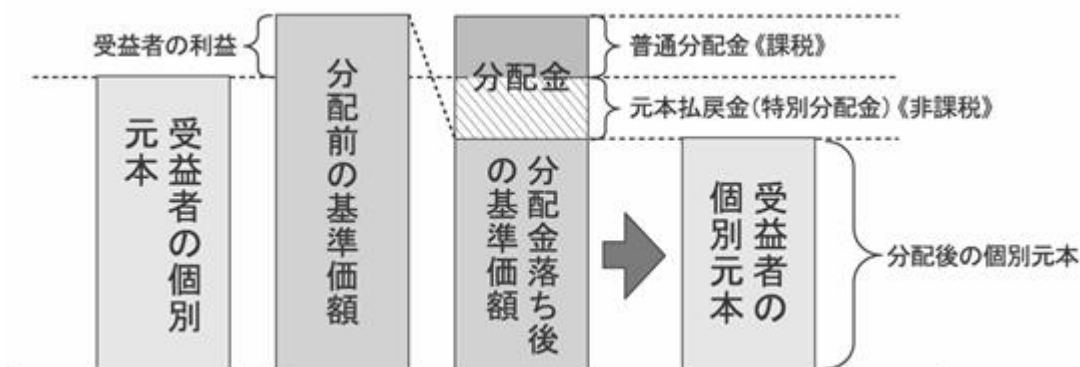 受益者の利益
受益者の個別
元本
分配前の基準価額
分配金
分配金落ち後
の基準価額
普通分配金《課税》
元本払戻金(特別分配金)《非課税》
受益者の
個別元本
分配後の個別元本